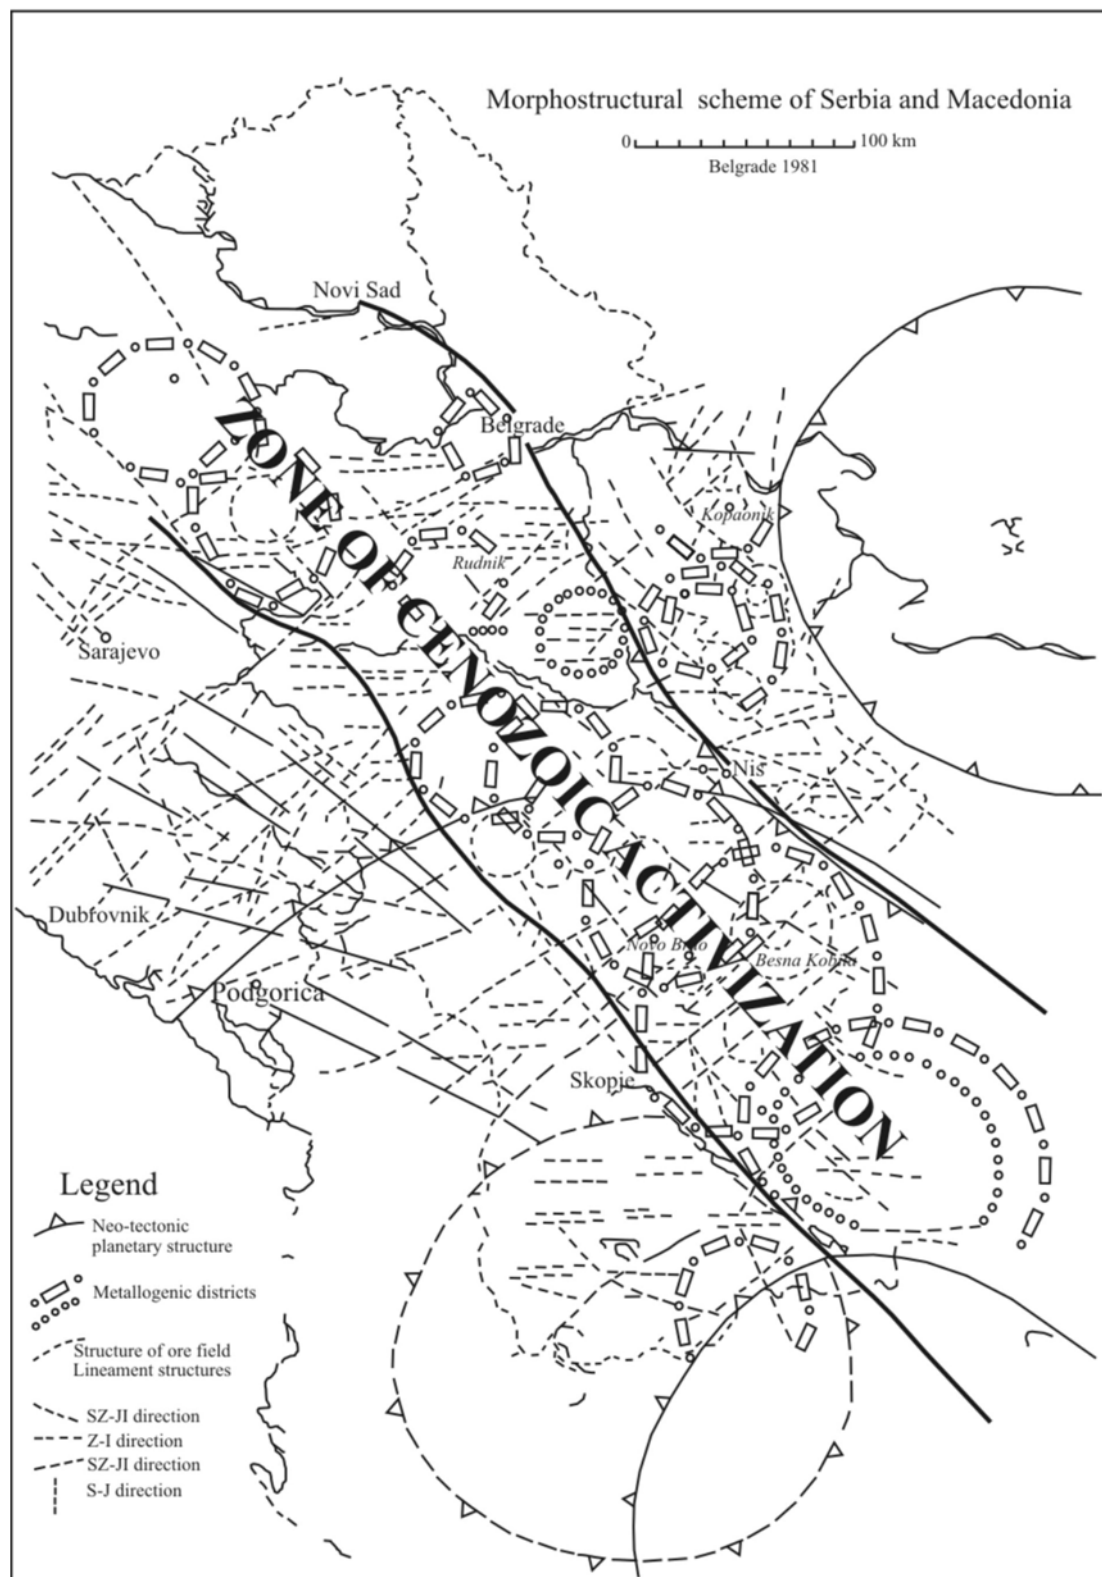 Morphostructural scheme of Serbia and Macedonia
0 100 km
Belgrade 1981
Novi Sad
Belgrade
Kopaonik
Rudnik
Sarajevo
ZONE OF CENOZOIC ACTIVIZATION
Nis
Dubrovnik
Novo Brdo
Besna Kobila
Podgorica
Skopje
Legend
Neo-tectonic
planetary structure
Metallogenic districts
Structure of ore field
Lineament structures
SZ-JI direction
Z-I direction
SZ-JI direction
S-J direction